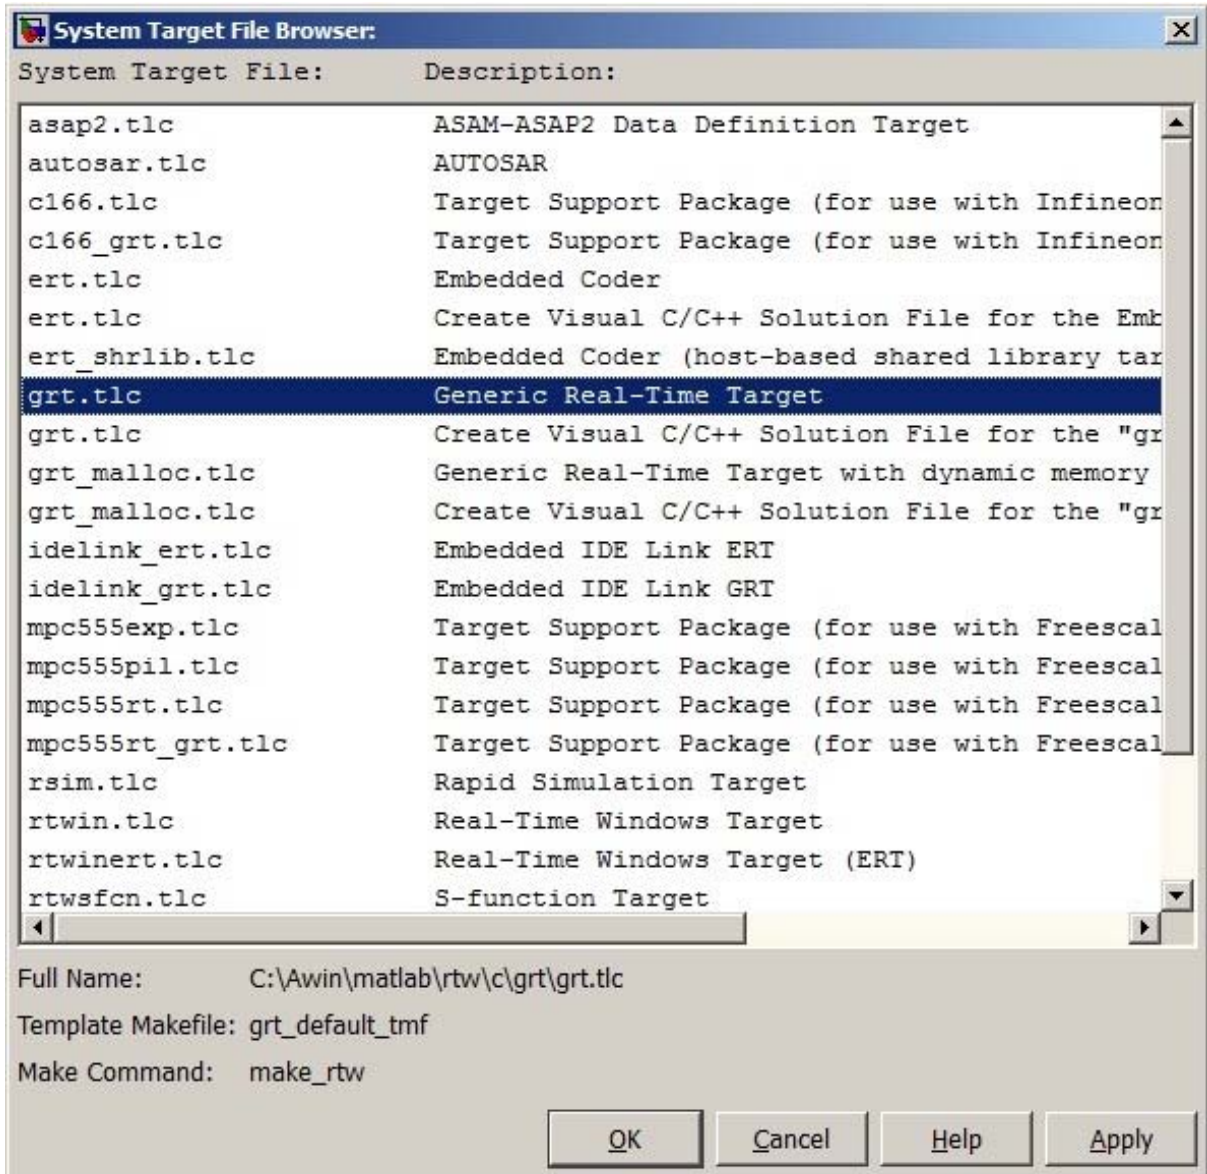 System Target File Browser:
System Target File: Description:
asap2.tlc ASAM-ASAP2 Data Definition Target
autosar.tlc AUTOSAR
c166.tlc Target Support Package (for use with Infineon
c166_grt.tlc Target Support Package (for use with Infineon
ert.tlc Embedded Coder
ert.tlc Create Visual C/C++ Solution File for the Emb
ert_shrlib.tlc Embedded Coder (host-based shared library tar
grt.tlc Generic Real-Time Target
grt.tlc Create Visual C/C++ Solution File for the "gr
grt_malloc.tlc Generic Real-Time Target with dynamic memory
grt_malloc.tlc Create Visual C/C++ Solution File for the "gr
idelink_ert.tlc Embedded IDE Link ERT
idelink_grt.tlc Embedded IDE Link GRT
mpc555exp.tlc Target Support Package (for use with Freescal
mpc555pil.tlc Target Support Package (for use with Freescal
mpc555rt.tlc Target Support Package (for use with Freescal
mpc555rt_grt.tlc Target Support Package (for use with Freescal
rsim.tlc Rapid Simulation Target
rtwin.tlc Real-Time Windows Target
rtwinert.tlc Real-Time Windows Target (ERT)
rtwsfcn.tlc S-function Target
Full Name: C:\Awin\matlab\rtw\c\grt\grt.tlc
Template Makefile: grt_default_tmf
Make Command: make_rtw
OK Cancel Help Apply